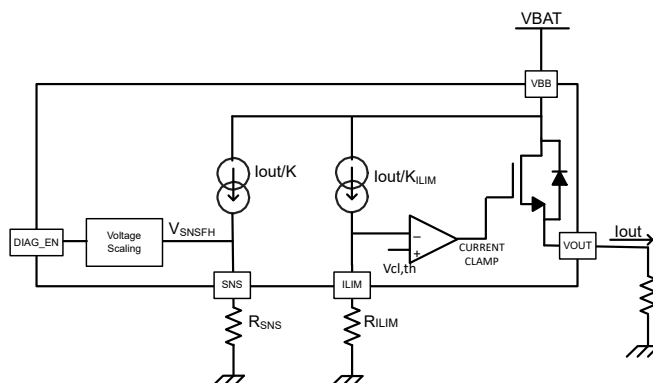 VBAT
VBB
Iout/K
Iout/KILIM
DIAG_EN
Voltage
Scaling
VSNSFH
−
+
Vcl,th
CURRENT
CLAMP
VOUT
Iout
SNS
ILIM
RSNS
RILIM